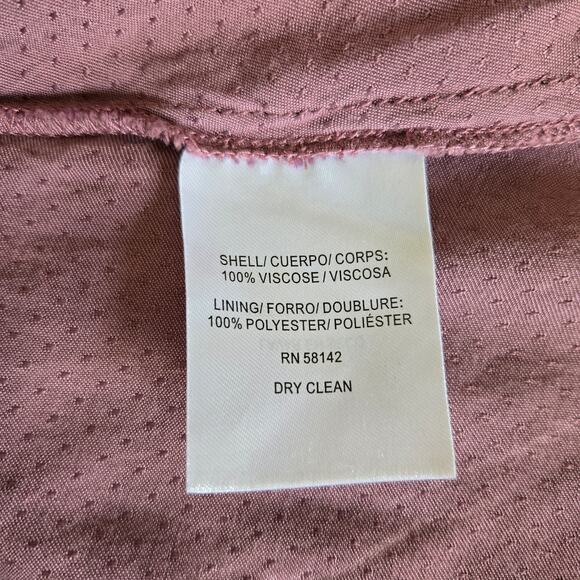 SHELL/ CUERPO/ CORPS:
100% VISCOSE / VISCOSA
LINING/ FORRO/ DOUBLURE:
100% POLYESTER/ POLIÉSTER
RN 58142
DRY CLEAN